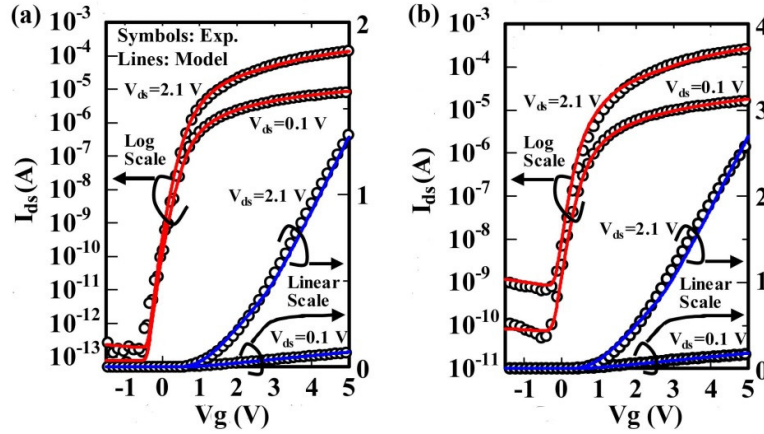 (a)
Symbols: Exp.
Lines: Model
V_ds=2.1 V
V_ds=0.1 V
Log
Scale
V_ds=2.1 V
Linear
Scale
V_ds=0.1 V
I_ds(A)
10^-3
10^-4
10^-5
10^-6
10^-7
10^-8
10^-9
10^-10
10^-11
10^-12
10^-13
2
1
0
-1 0 1 2 3 4 5
Vg (V)
(b)
V_ds=2.1 V
V_ds=0.1 V
Log
Scale
V_ds=2.1 V
Linear
Scale
V_ds=0.1 V
I_ds(A)
10^-3
10^-4
10^-5
10^-6
10^-7
10^-8
10^-9
10^-10
10^-11
4
3
2
1
0
-1 0 1 2 3 4 5
Vg (V)